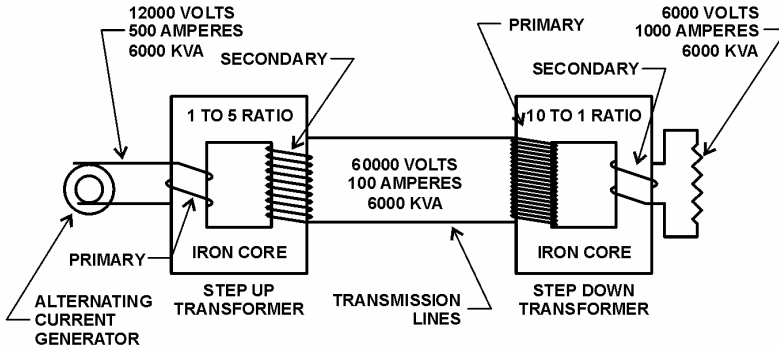 12000 VOLTS
500 AMPERES
6000 KVA
SECONDARY
PRIMARY
6000 VOLTS
1000 AMPERES
6000 KVA
SECONDARY
1 TO 5 RATIO
10 TO 1 RATIO
60000 VOLTS
100 AMPERES
6000 KVA
PRIMARY
IRON CORE
IRON CORE
ALTERNATING
CURRENT
GENERATOR
STEP UP
TRANSFORMER
TRANSMISSION
LINES
STEP DOWN
TRANSFORMER